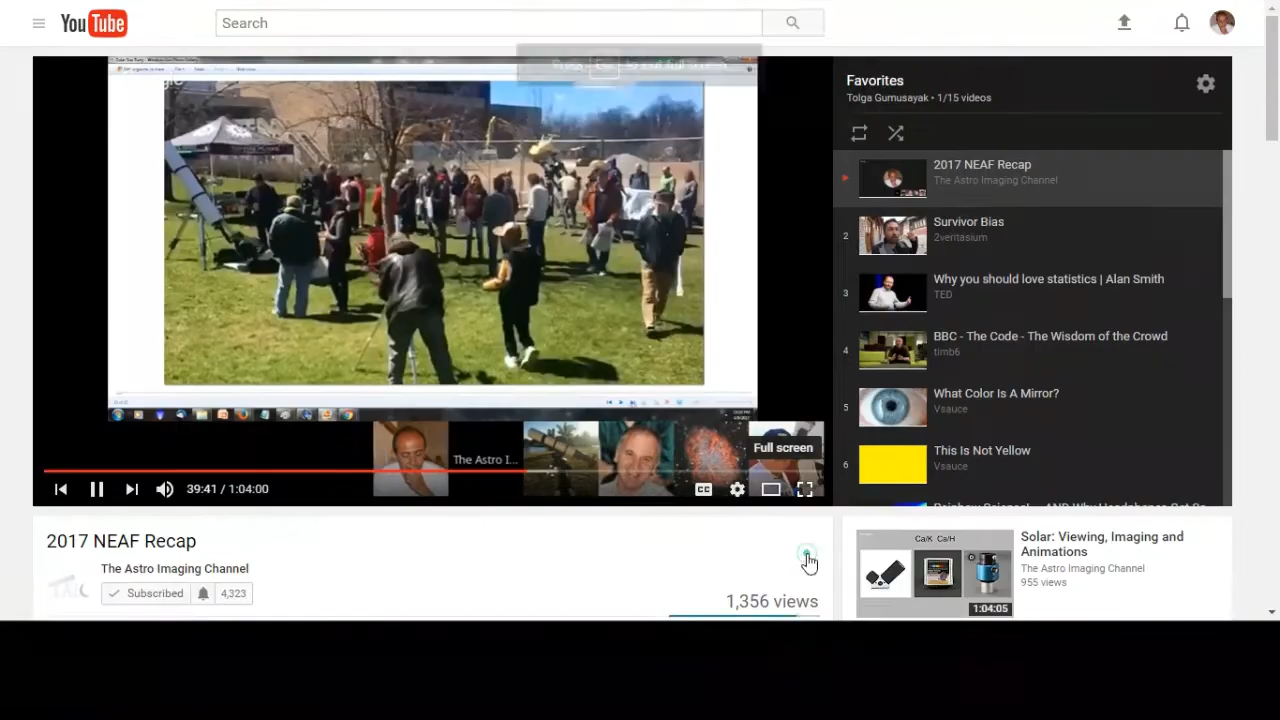 YouTube
Search
Favorites
Tolga Gumusayak • 1/15 videos
2017 NEAF Recap
The Astro Imaging Channel
2
Survivor Bias
2veritasium
3
Why you should love statistics | Alan Smith
TED
4
BBC - The Code - The Wisdom of the Crowd
timb6
5
What Color Is A Mirror?
Vsauce
6
This Is Not Yellow
Vsauce
The Astro I...
Full screen
39:41 / 1:04:00
CC
2017 NEAF Recap
The Astro Imaging Channel
Subscribed 4,323
1,356 views
Ca/K Ca/H
1:04:05
Solar: Viewing, Imaging and
Animations
The Astro Imaging Channel
955 views